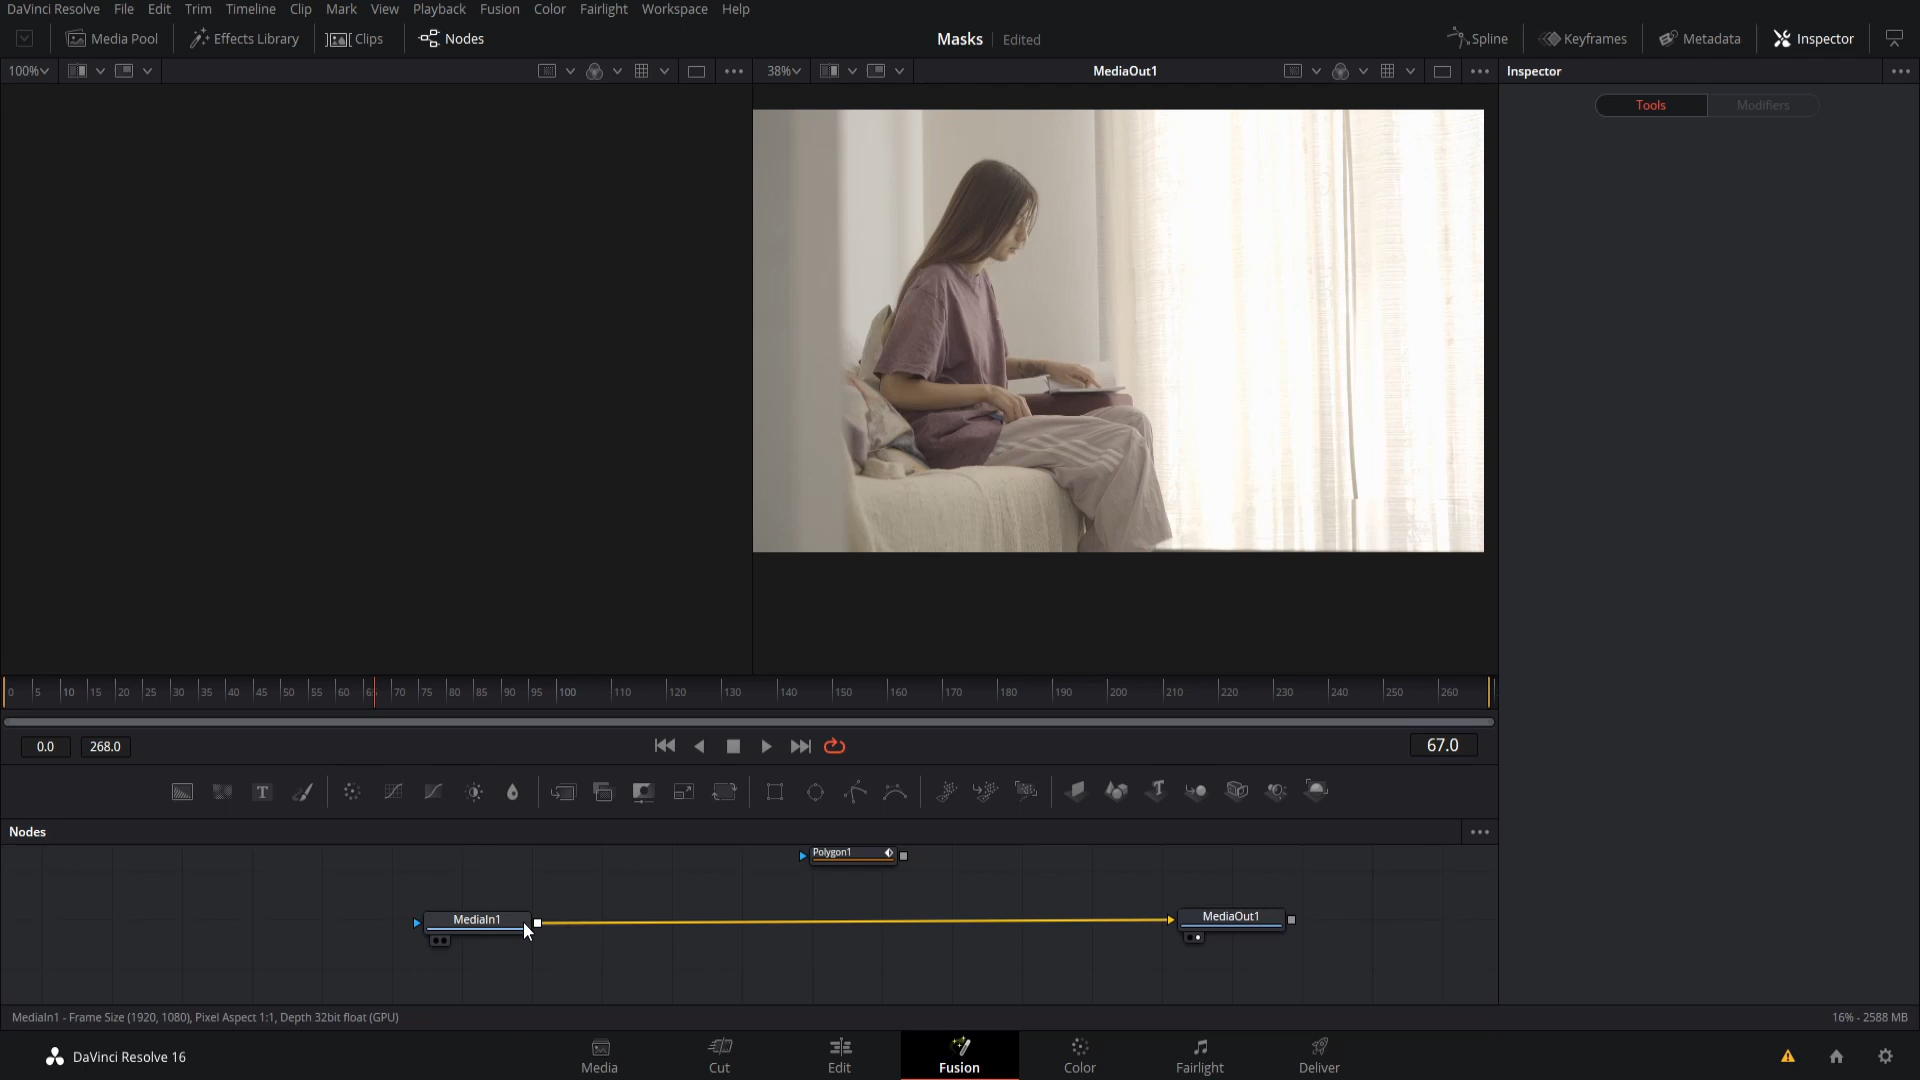 DaVinci Resolve File Edit Trim Timeline Clip Mark View Playback Fusion Color Fairlight Workspace Help
Media Pool Effects Library Clips Nodes Masks Edited Spline Keyframes Metadata Inspector
100% 38% MediaOut1 Inspector
Tools Modifiers
0 5 10 15 20 25 30 35 40 45 50 55 60 65 70 75 80 85 90 95 100 110 120 130 140 150 160 170 180 190 200 210 220 230 240 250 260
0.0 268.0 67.0
Nodes
Polygon1
MediaIn1 MediaOut1
MediaIn1 - Frame Size (1920, 1080), Pixel Aspect 1:1, Depth 32bit float (GPU) 16% - 2588 MB
DaVinci Resolve 16 Media Cut Edit Fusion Color Fairlight Deliver